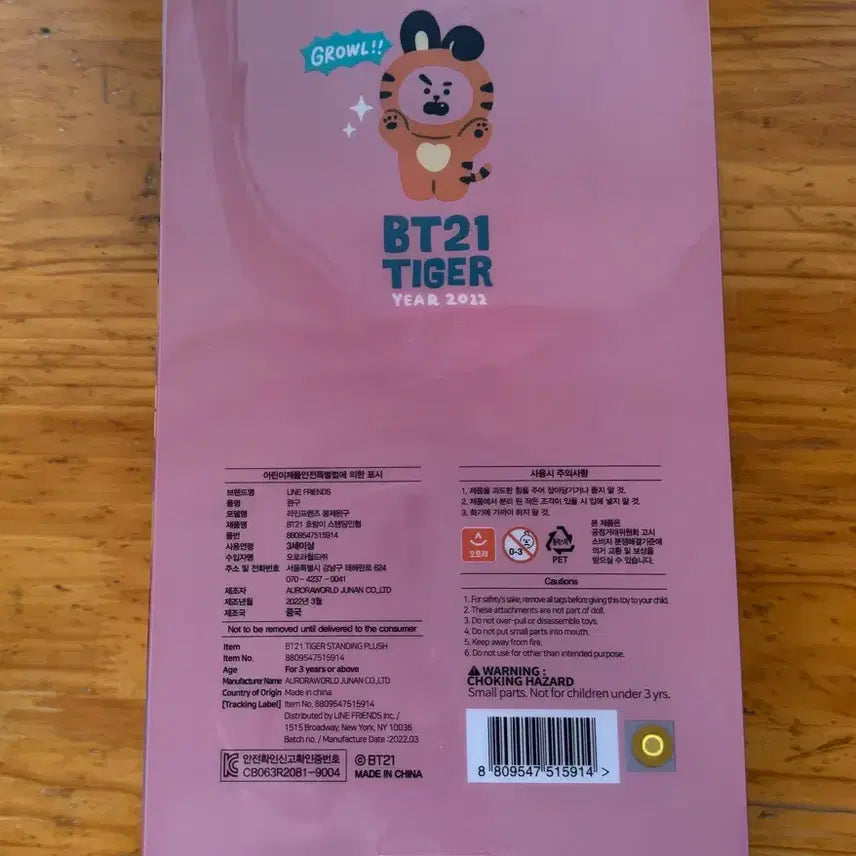 GROWL!!
BT21
TIGER
YEAR 2022
어린이제품안전특별법에 의한 표시
브랜드명 LINE FRIENDS
품명 완구
모델명 라인프렌즈 봉제완구
제품명 BT21 호랑이 스탠딩인형
품번 8809547515914
사용연령 3세이상
수입자명 오로라월드㈜
주소 및 전화번호 서울특별시 강남구 테헤란로 624
070 - 4237 - 0041
제조자 AURORAWORLD JUNAN CO.,LTD
제조년월 2022년 3월
제조국 중국
Not to be removed until delivered to the consumer
Item BT21 TIGER STANDING PLUSH
Item No. 8809547515914
Age For 3 years or above
Manufacturer Name AURORAWORLD JUNAN CO.,LTD
Country of Origin Made in china
[Tracking Label] Item No. 8809547515914
Distributed by LINE FRIENDS Inc. /
1515 Broadway, New York, NY 10036
Batch no. / Manufacture Date :2022.03
안전확인신고확인증번호
CB063R2081-9004
©BT21
MADE IN CHINA
사용시 주의사항
1. 제품을 과도한 힘을 주어 잡아당기거나 뜯지 말 것.
2. 제품에서 분리 된 작은 조각이 있을 시 입에 넣지 말 것.
3. 화기에 가까이 하지 말 것.
오로라
0-3
플라스틱
PET
본 제품은
공정거래위원회 고시
소비자 분쟁해결기준에
의거 교환 및 보상을
받으실 수 있습니다.
Cautions
1. For safety's sake, remove all tags before giving this toy to your child.
2. These attachments are not part of doll.
3. Do not over-pull or disassemble toys.
4. Do not put small parts into mouth.
5. Keep away from fire.
6. Do not use for other than intended purpose.
WARNING :
CHOKING HAZARD
Small parts. Not for children under 3 yrs.
8 809547 515914 >